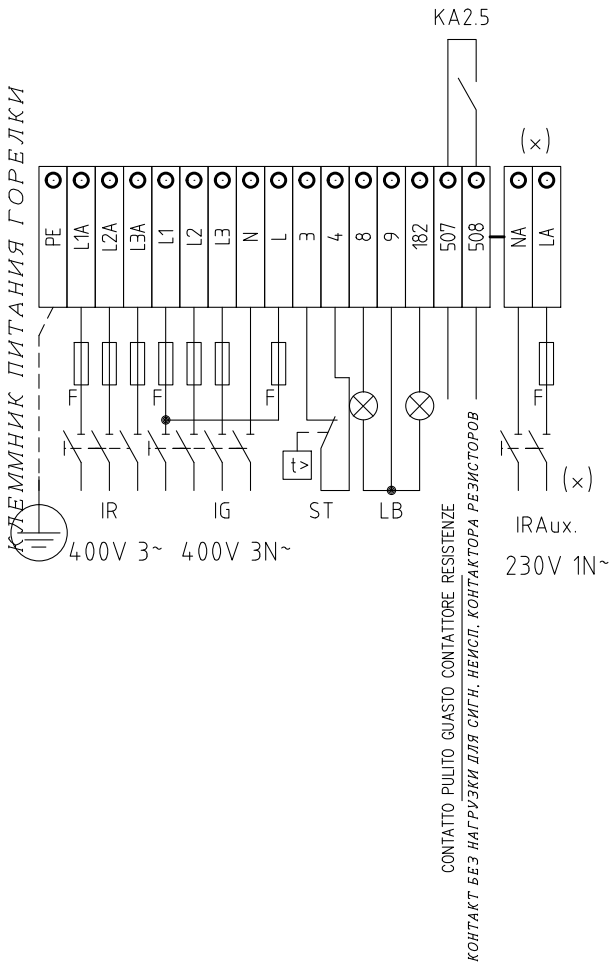 KA2.5
КЛЕММНИК ПИТАНИЯ ГОРЕЛКИ
(x)
PE L1A L2A L3A L1 L2 L3 N L 3 4 8 9 182 507 508 NA LA
F F F F
t>
(x)
IR IG ST LB IRAux.
400V 3~ 400V 3N~ 230V 1N~
CONTATTO PULITO GUASTO CONTATTORE RESISTENZE
КОНТАКТ БЕЗ НАГРУЗКИ ДЛЯ СИГН. НЕИСП. КОНТАКТОРА РЕЗИСТОРОВ